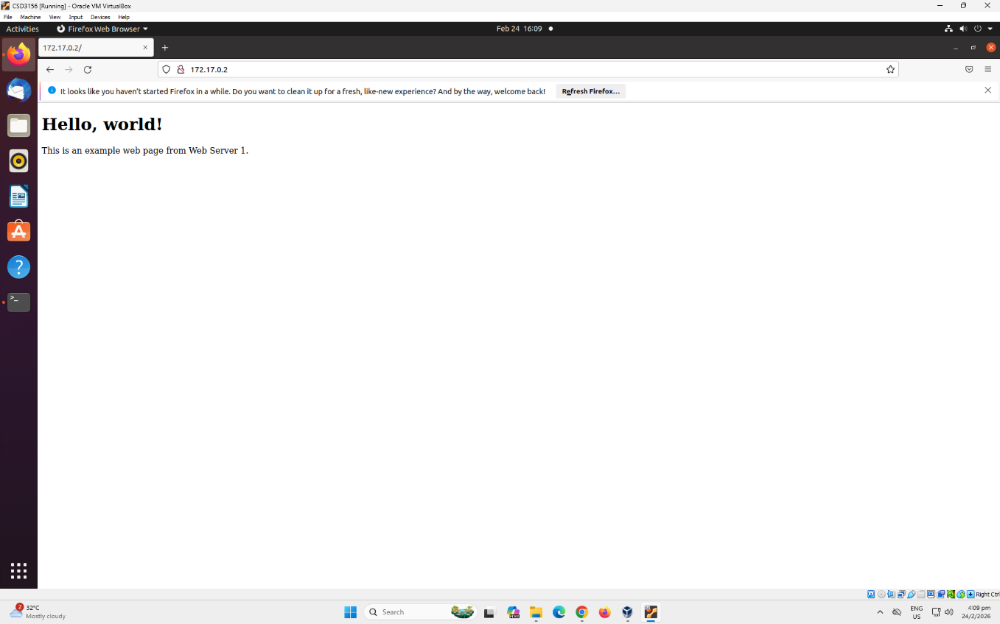 CSD3156 [Running] - Oracle VM VirtualBox
File Machine View Input Devices Help
Activities Firefox Web Browser Feb 24 16:09
172.17.0.2/
172.17.0.2
It looks like you haven't started Firefox in a while. Do you want to clean it up for a fresh, like-new experience? And by the way, welcome back! Refresh Firefox...
Hello, world!
This is an example web page from Web Server 1.
Right Ctrl
2 32°C
Mostly cloudy
Search
ENG
US
4:09 pm
24/2/2026